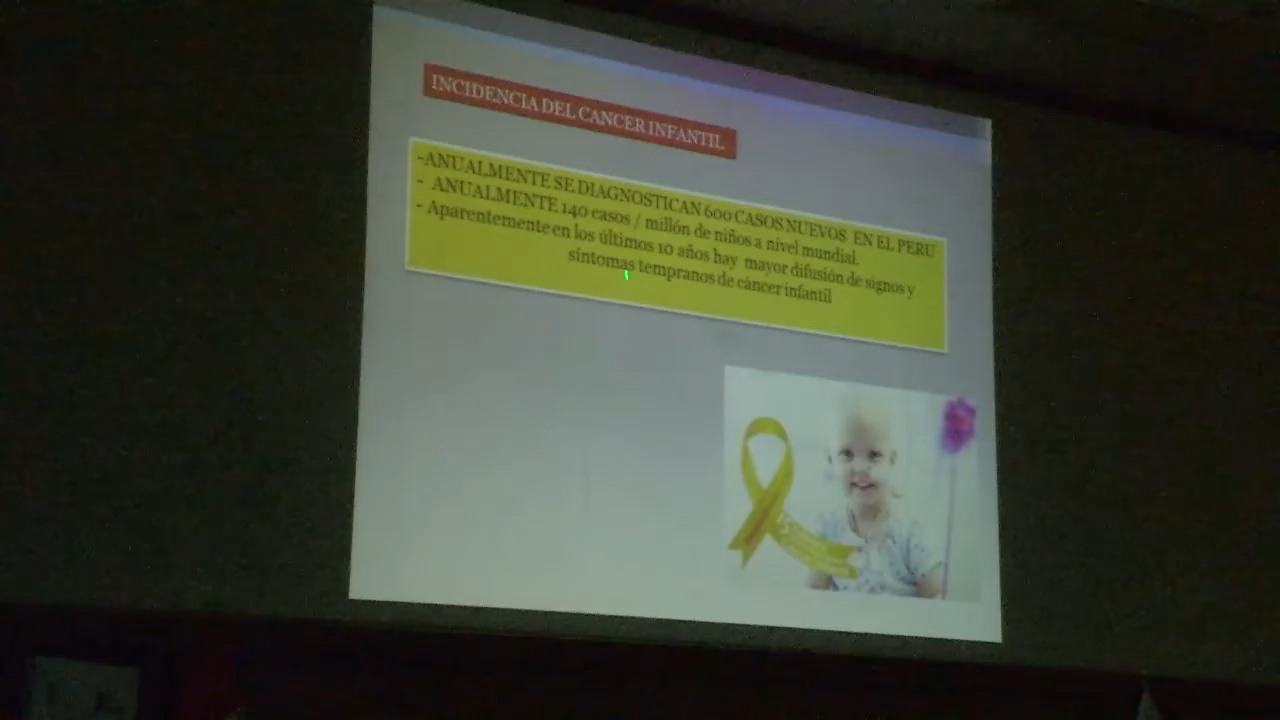 INCIDENCIA DEL CANCER INFANTIL
-ANUALMENTE SE DIAGNOSTICAN 600 CASOS NUEVOS EN EL PERU
- ANUALMENTE 140 casos / millón de niños a nivel mundial.
- Aparentemente en los últimos 10 años hay mayor difusión de signos y
síntomas tempranos de cáncer infantil